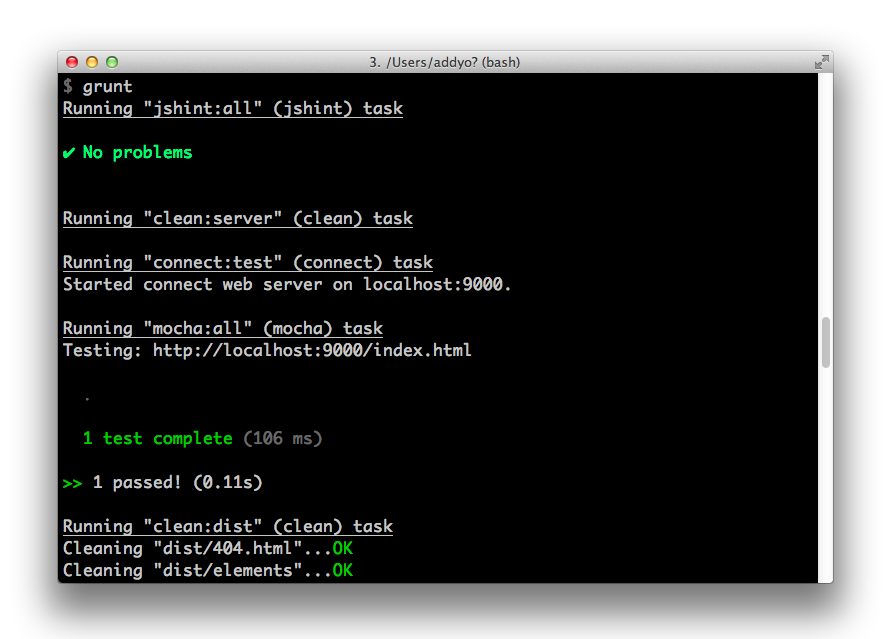 3. /Users/addyo? (bash)
$ grunt
Running "jshint:all" (jshint) task
✔ No problems
Running "clean:server" (clean) task
Running "connect:test" (connect) task
Started connect web server on localhost:9000.
Running "mocha:all" (mocha) task
Testing: http://localhost:9000/index.html
.
1 test complete (106 ms)
>> 1 passed! (0.11s)
Running "clean:dist" (clean) task
Cleaning "dist/404.html"...OK
Cleaning "dist/elements"...OK